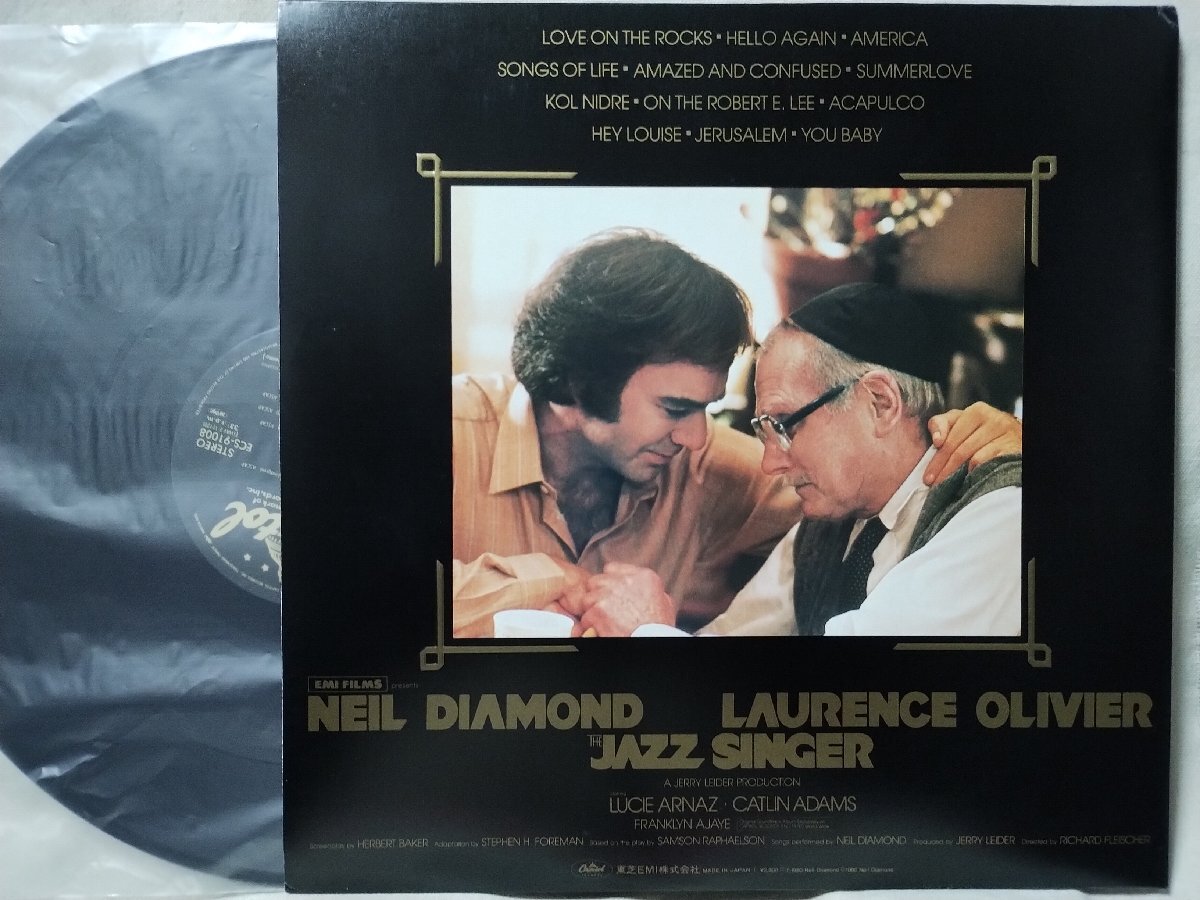 LOVE ON THE ROCKS ▪ HELLO AGAIN ▪ AMERICA
SONGS OF LIFE ▪ AMAZED AND CONFUSED ▪ SUMMERLOVE
KOL NIDRE ▪ ON THE ROBERT E. LEE ▪ ACAPULCO
HEY LOUISE ▪ JERUSALEM ▪ YOU BABY
EMI FILMS presents
NEIL DIAMOND LAURENCE OLIVIER
THE JAZZ SINGER
A JERRY LEIDER PRODUCTION
LUCIE ARNAZ · CATLIN ADAMS
FRANKLYN AJAYE
Screenplay by HERBERT BAKER Adaptation by STEPHEN H. FOREMAN Based on the play by SAMSON RAPHAELSON Songs performed by NEIL DIAMOND Produced by JERRY LEIDER Directed by RICHARD FLEISCHER
Capitol 東芝EMI株式会社 MADE IN JAPAN
STEREO
ECS-91008